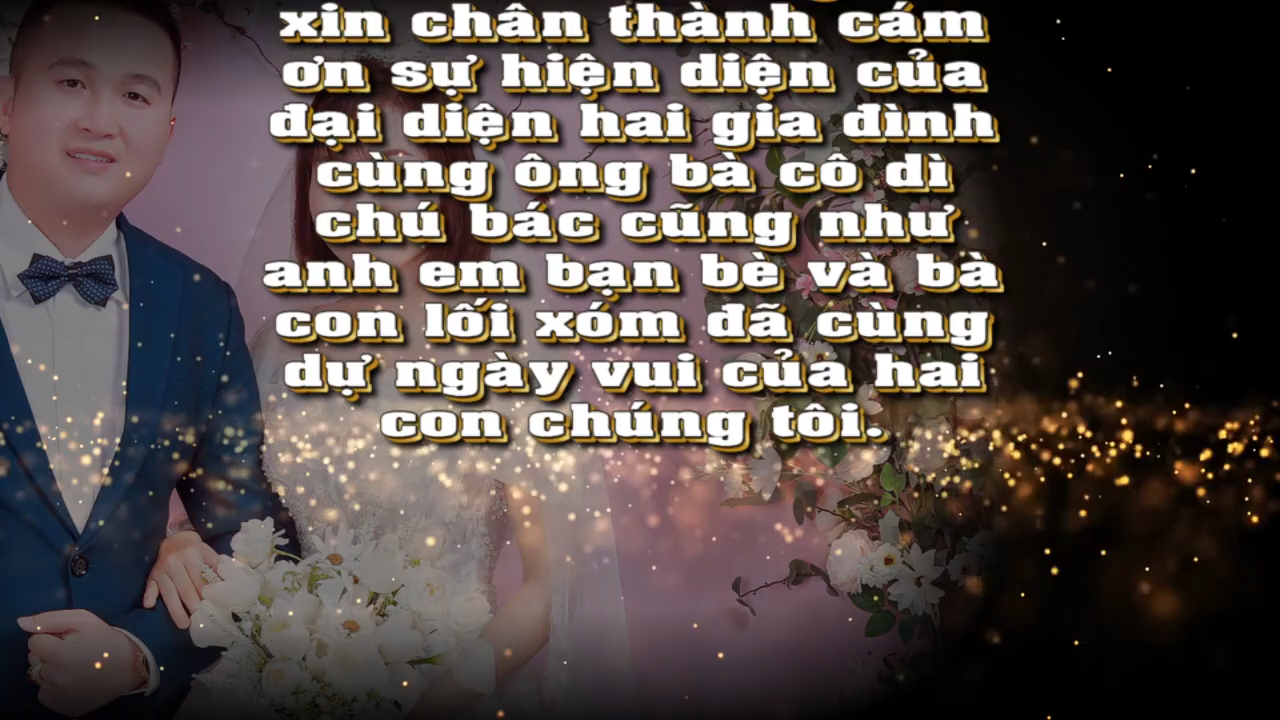 xin chân thành cám
ơn sự hiện diện của
đại diện hai gia đình
cùng ông bà cô dì
chú bác cũng như
anh em bạn bè và bà
con lối xóm đã cùng
dự ngày vui của hai
con chúng tôi.